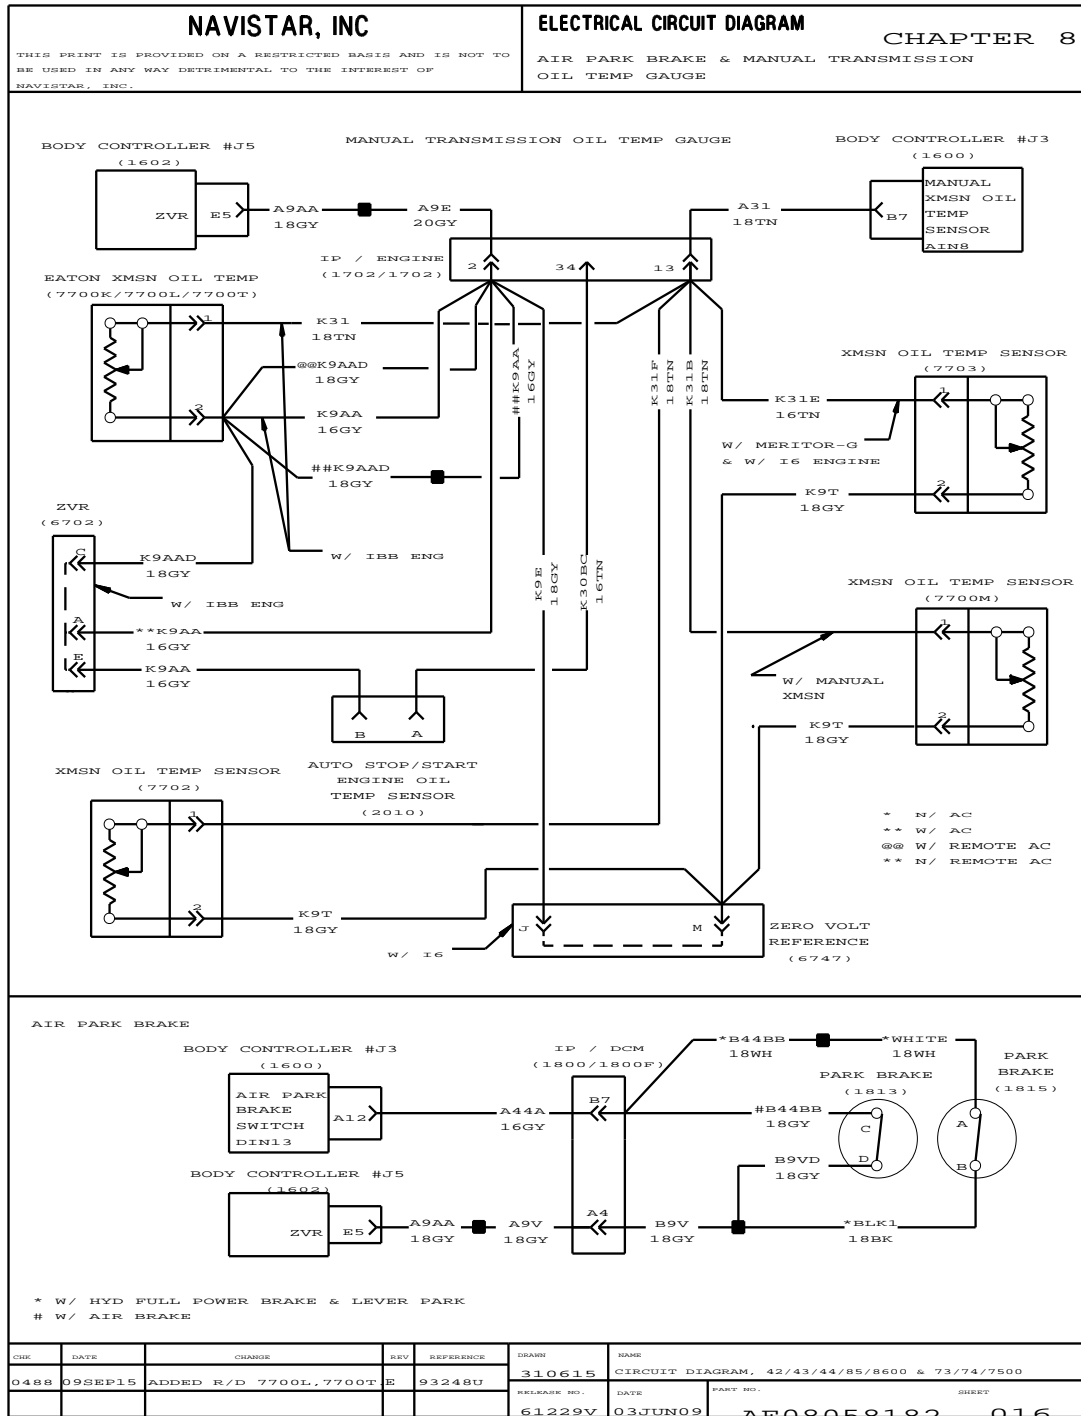 NAVISTAR, INC
THIS PRINT IS PROVIDED ON A RESTRICTED BASIS AND IS NOT TO
BE USED IN ANY WAY DETRIMENTAL TO THE INTEREST OF
NAVISTAR, INC.
ELECTRICAL CIRCUIT DIAGRAM
CHAPTER 8
AIR PARK BRAKE & MANUAL TRANSMISSION
OIL TEMP GAUGE
MANUAL TRANSMISSION OIL TEMP GAUGE
BODY CONTROLLER #J5
(1602)
ZVR
E5
A9AA
18GY
A9E
20GY
BODY CONTROLLER #J3
(1600)
MANUAL
XMSN OIL
TEMP
SENSOR
AIN8
B7
A31
18TN
IP / ENGINE
(1702/1702)
2
34
13
EATON XMSN OIL TEMP
(7700K/7700L/7700T)
1
2
K31
18TN
@@K9AAD
18GY
K9AA
16GY
##K9AAD
18GY
##K9AA
16GY
K31F
18TN
K31B
18TN
XMSN OIL TEMP SENSOR
(7703)
1
2
K31E
16TN
W/ MERITOR-G
& W/ I6 ENGINE
K9T
18GY
ZVR
(6702)
C
A
E
K9AAD
18GY
W/ IBB ENG
W/ IBB ENG
**K9AA
16GY
K9AA
16GY
K9E
18GY
K30BC
16TN
XMSN OIL TEMP SENSOR
(7700M)
1
2
W/ MANUAL
XMSN
K9T
18GY
B
A
AUTO STOP/START
ENGINE OIL
TEMP SENSOR
(2010)
XMSN OIL TEMP SENSOR
(7702)
1
2
K9T
18GY
W/ I6
J
M
ZERO VOLT
REFERENCE
(6747)
* N/ AC
** W/ AC
@@ W/ REMOTE AC
** N/ REMOTE AC
AIR PARK BRAKE
BODY CONTROLLER #J3
(1600)
AIR PARK
BRAKE
SWITCH
DIN13
A12
A44A
16GY
IP / DCM
(1800/1800F)
B7
A4
*B44BB
18WH
*WHITE
18WH
PARK BRAKE
(1813)
PARK
BRAKE
(1815)
#B44BB
18GY
C
D
A
B
B9VD
18GY
BODY CONTROLLER #J5
(1602)
ZVR
E5
A9AA
18GY
A9V
18GY
B9V
18GY
*BLK1
18BK
* W/ HYD FULL POWER BRAKE & LEVER PARK
# W/ AIR BRAKE
CHK DATE CHANGE REV REFERENCE
0488 09SEP15 ADDED R/D 7700L,7700T. E 93248U
DRAWN
310615
NAME
CIRCUIT DIAGRAM, 42/43/44/85/8600 & 73/74/7500
RELEASE NO.
61229V
DATE
03JUN09
PART NO.
AF08058182
SHEET
016